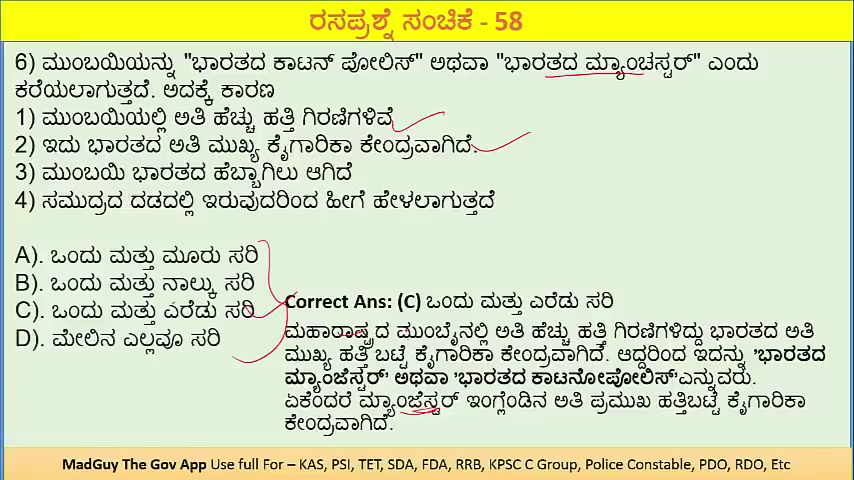 ರಸಪ್ರಶ್ನೆ ಸಂಚಿಕೆ - 58
6) ಮುಂಬಯಿಯನ್ನು "ಭಾರತದ ಕಾಟನ್ ಪೋಲಿಸ್" ಅಥವಾ "ಭಾರತದ ಮ್ಯಾಂಚಸ್ಟರ್" ಎಂದು
ಕರೆಯಲಾಗುತ್ತದೆ. ಅದಕ್ಕೆ ಕಾರಣ
1) ಮುಂಬಯಿಯಲ್ಲಿ ಅತಿ ಹೆಚ್ಚು ಹತ್ತಿ ಗಿರಣಿಗಳಿವೆ
2) ಇದು ಭಾರತದ ಅತಿ ಮುಖ್ಯ ಕೈಗಾರಿಕಾ ಕೇಂದ್ರವಾಗಿದೆ.
3) ಮುಂಬಯಿ ಭಾರತದ ಹೆಬ್ಬಾಗಿಲು ಆಗಿದೆ
4) ಸಮುದ್ರದ ದಡದಲ್ಲಿ ಇರುವುದರಿಂದ ಹೀಗೆ ಹೇಳಲಾಗುತ್ತದೆ
A). ಒಂದು ಮತ್ತು ಮೂರು ಸರಿ
B). ಒಂದು ಮತ್ತು ನಾಲ್ಕು ಸರಿ
C). ಒಂದು ಮತ್ತು ಎರೆಡು ಸರಿ
D). ಮೇಲಿನ ಎಲ್ಲವೂ ಸರಿ
Correct Ans: (C) ಒಂದು ಮತ್ತು ಎರೆಡು ಸರಿ
ಮಹಾರಾಷ್ಟ್ರದ ಮುಂಬೈನಲ್ಲಿ ಅತಿ ಹೆಚ್ಚು ಹತ್ತಿ ಗಿರಣಿಗಳಿದ್ದು ಭಾರತದ ಅತಿ
ಮುಖ್ಯ ಹತ್ತಿ ಬಟ್ಟೆ ಕೈಗಾರಿಕಾ ಕೇಂದ್ರವಾಗಿದೆ. ಆದ್ದರಿಂದ ಇದನ್ನು 'ಭಾರತದ
ಮ್ಯಾಂಜೆಸ್ಟರ್' ಅಥವಾ 'ಭಾರತದ ಕಾಟನೋಪೋಲಿಸ್'ಎನ್ನುವರು.
ಏಕೆಂದರೆ ಮ್ಯಾಂಜೆಸ್ಟರ್ ಇಂಗ್ಲೆಂಡಿನ ಅತಿ ಪ್ರಮುಖ ಹತ್ತಿಬಟ್ಟೆ ಕೈಗಾರಿಕಾ
ಕೇಂದ್ರವಾಗಿದೆ.
MadGuy The Gov App Use full For – KAS, PSI, TET, SDA, FDA, RRB, KPSC C Group, Police Constable, PDO, RDO, Etc